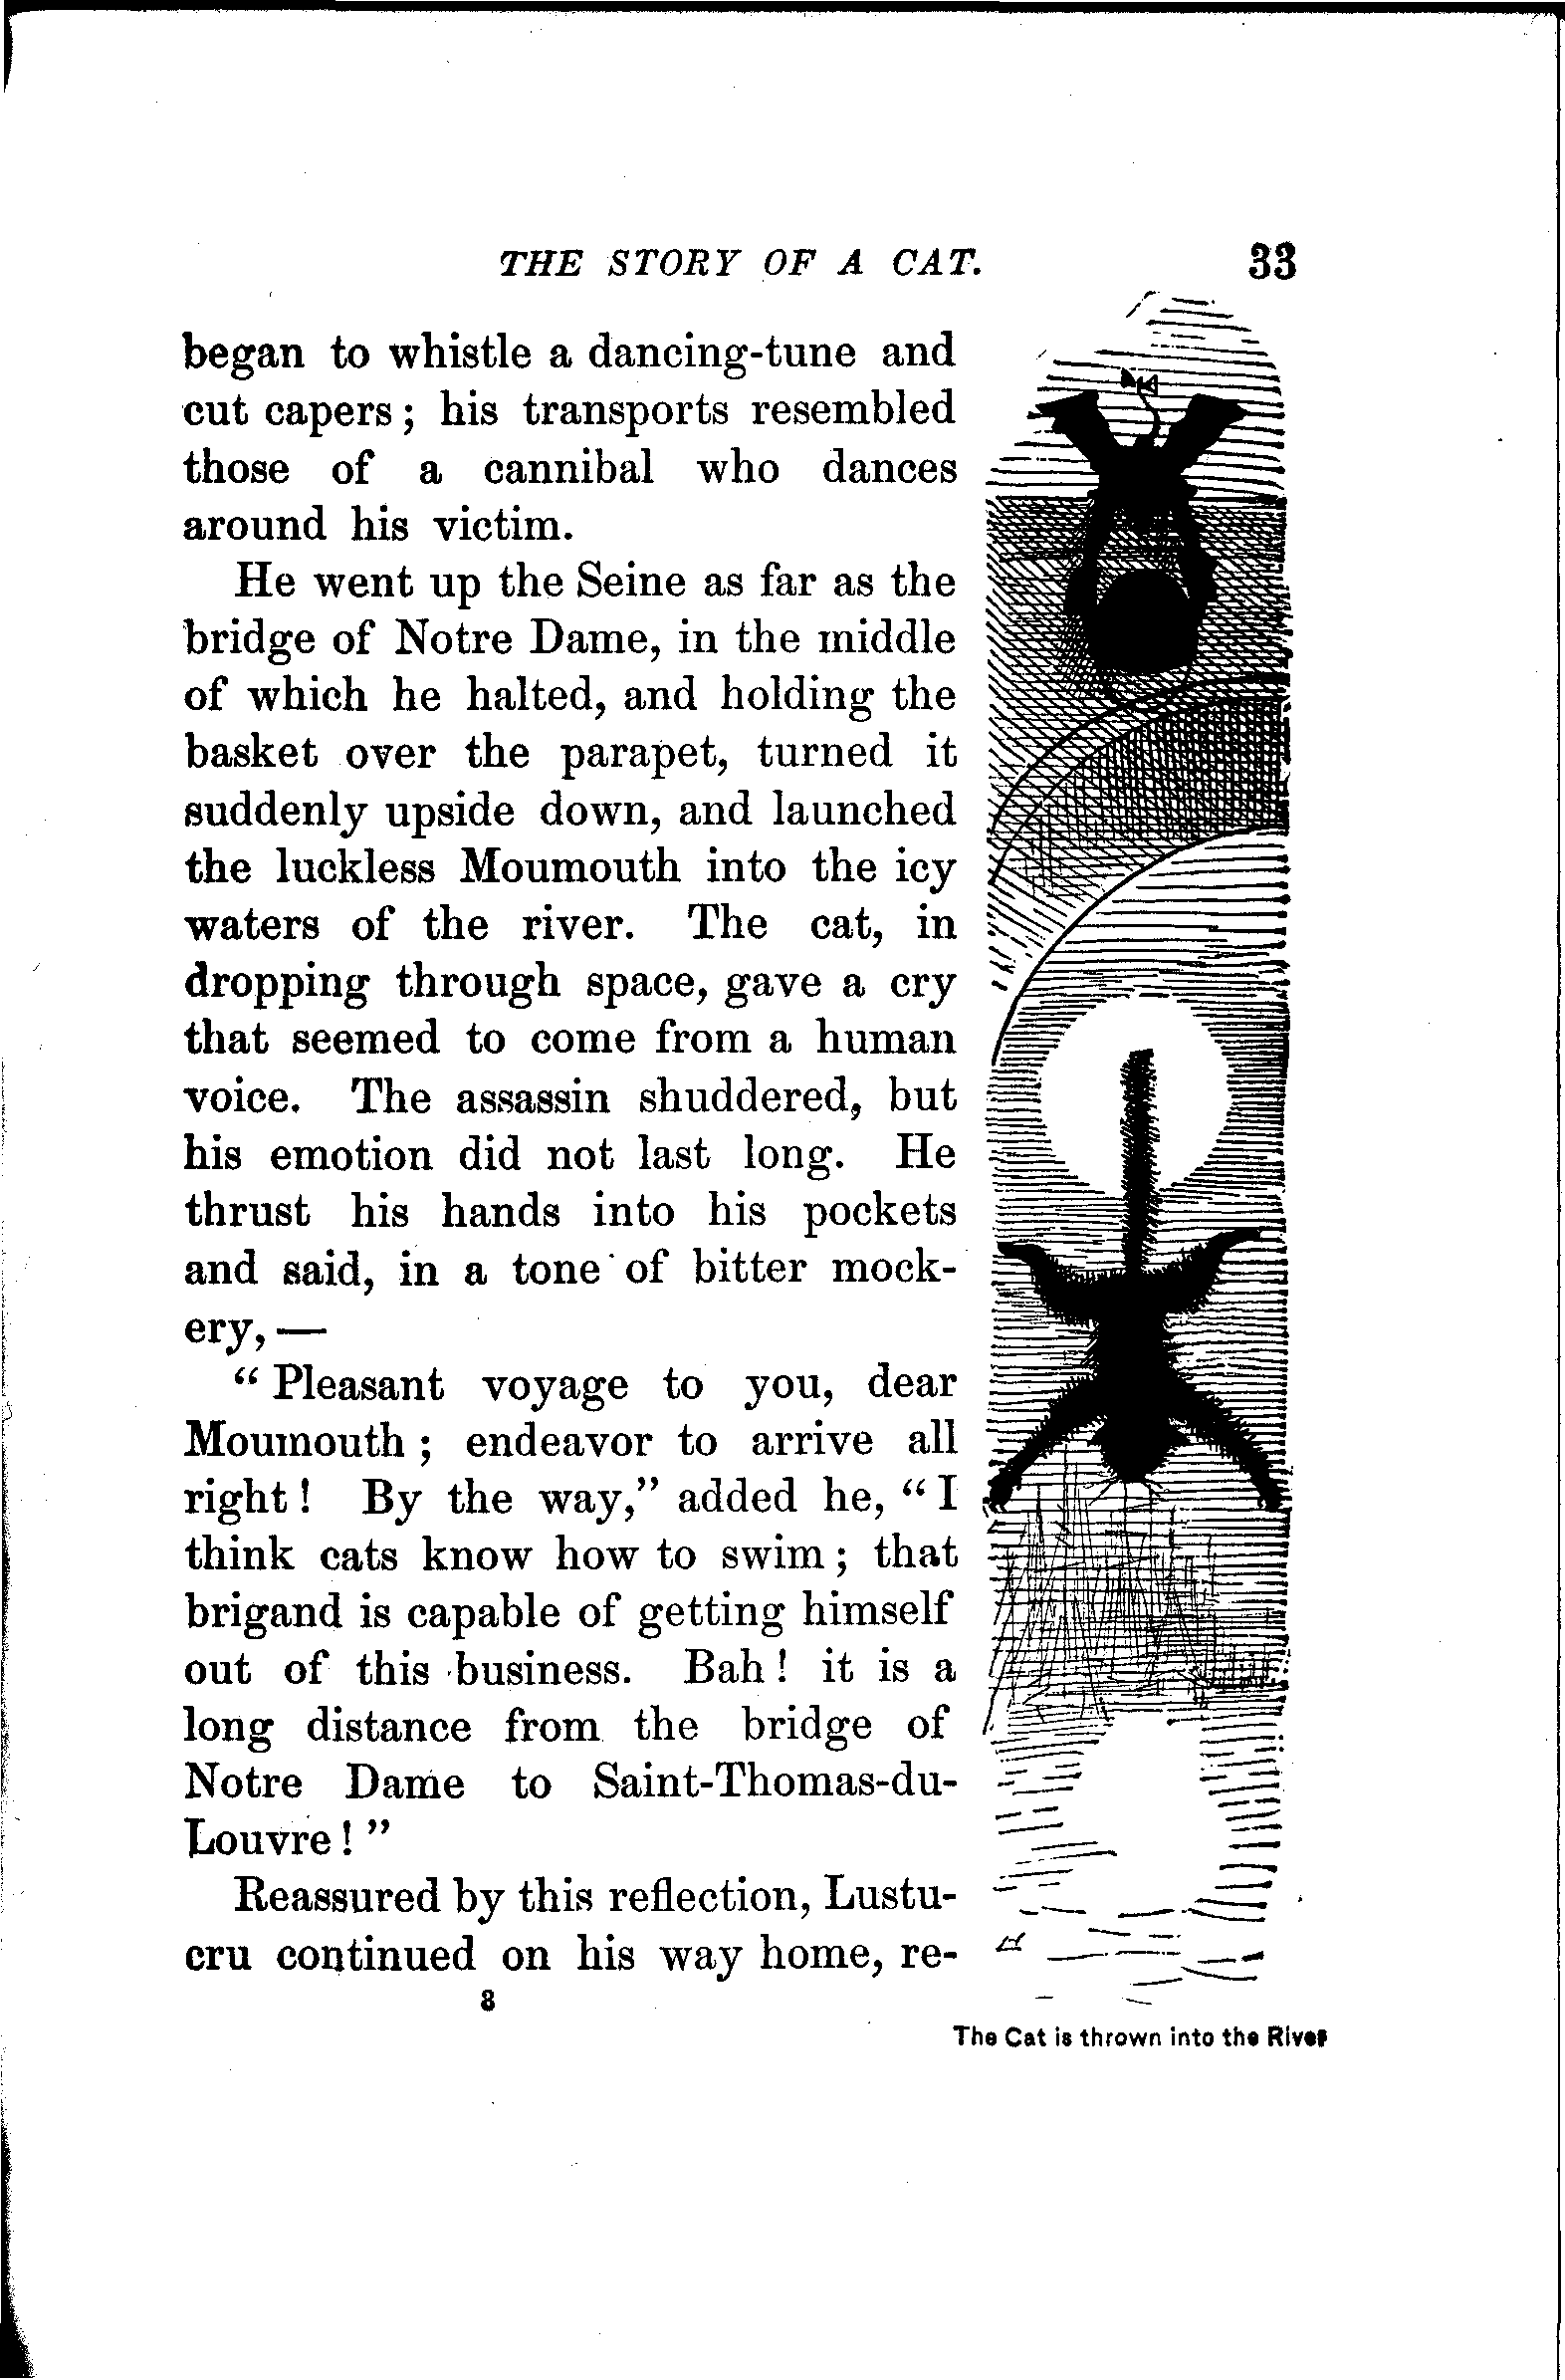 THE STORY OF A CAT. 33
began to whistle a dancing-tune and
cut capers; his transports resembled
those of a cannibal who dances
around his victim.
He went up the Seine as far as the
bridge of Notre Dame, in the middle
of which he halted, and holding the
basket over the parapet, turned it
suddenly upside down, and launched
the luckless Moumouth into the icy
waters of the river. The cat, in
dropping through space, gave a cry
that seemed to come from a human
voice. The assassin shuddered, but
his emotion did not last long. He
thrust his hands into his pockets
and said, in a tone of bitter mock-
ery, —
“Pleasant voyage to you, dear
Moumouth; endeavor to arrive all
right! By the way,” added he, “I
think cats know how to swim; that
brigand is capable of getting himself
out of this business. Bah! it is a
long distance from the bridge of
Notre Dame to Saint-Thomas-du-
Louvre!”
Reassured by this reflection, Lustu-
cru continued on his way home, re-
8
The Cat is thrown into the River